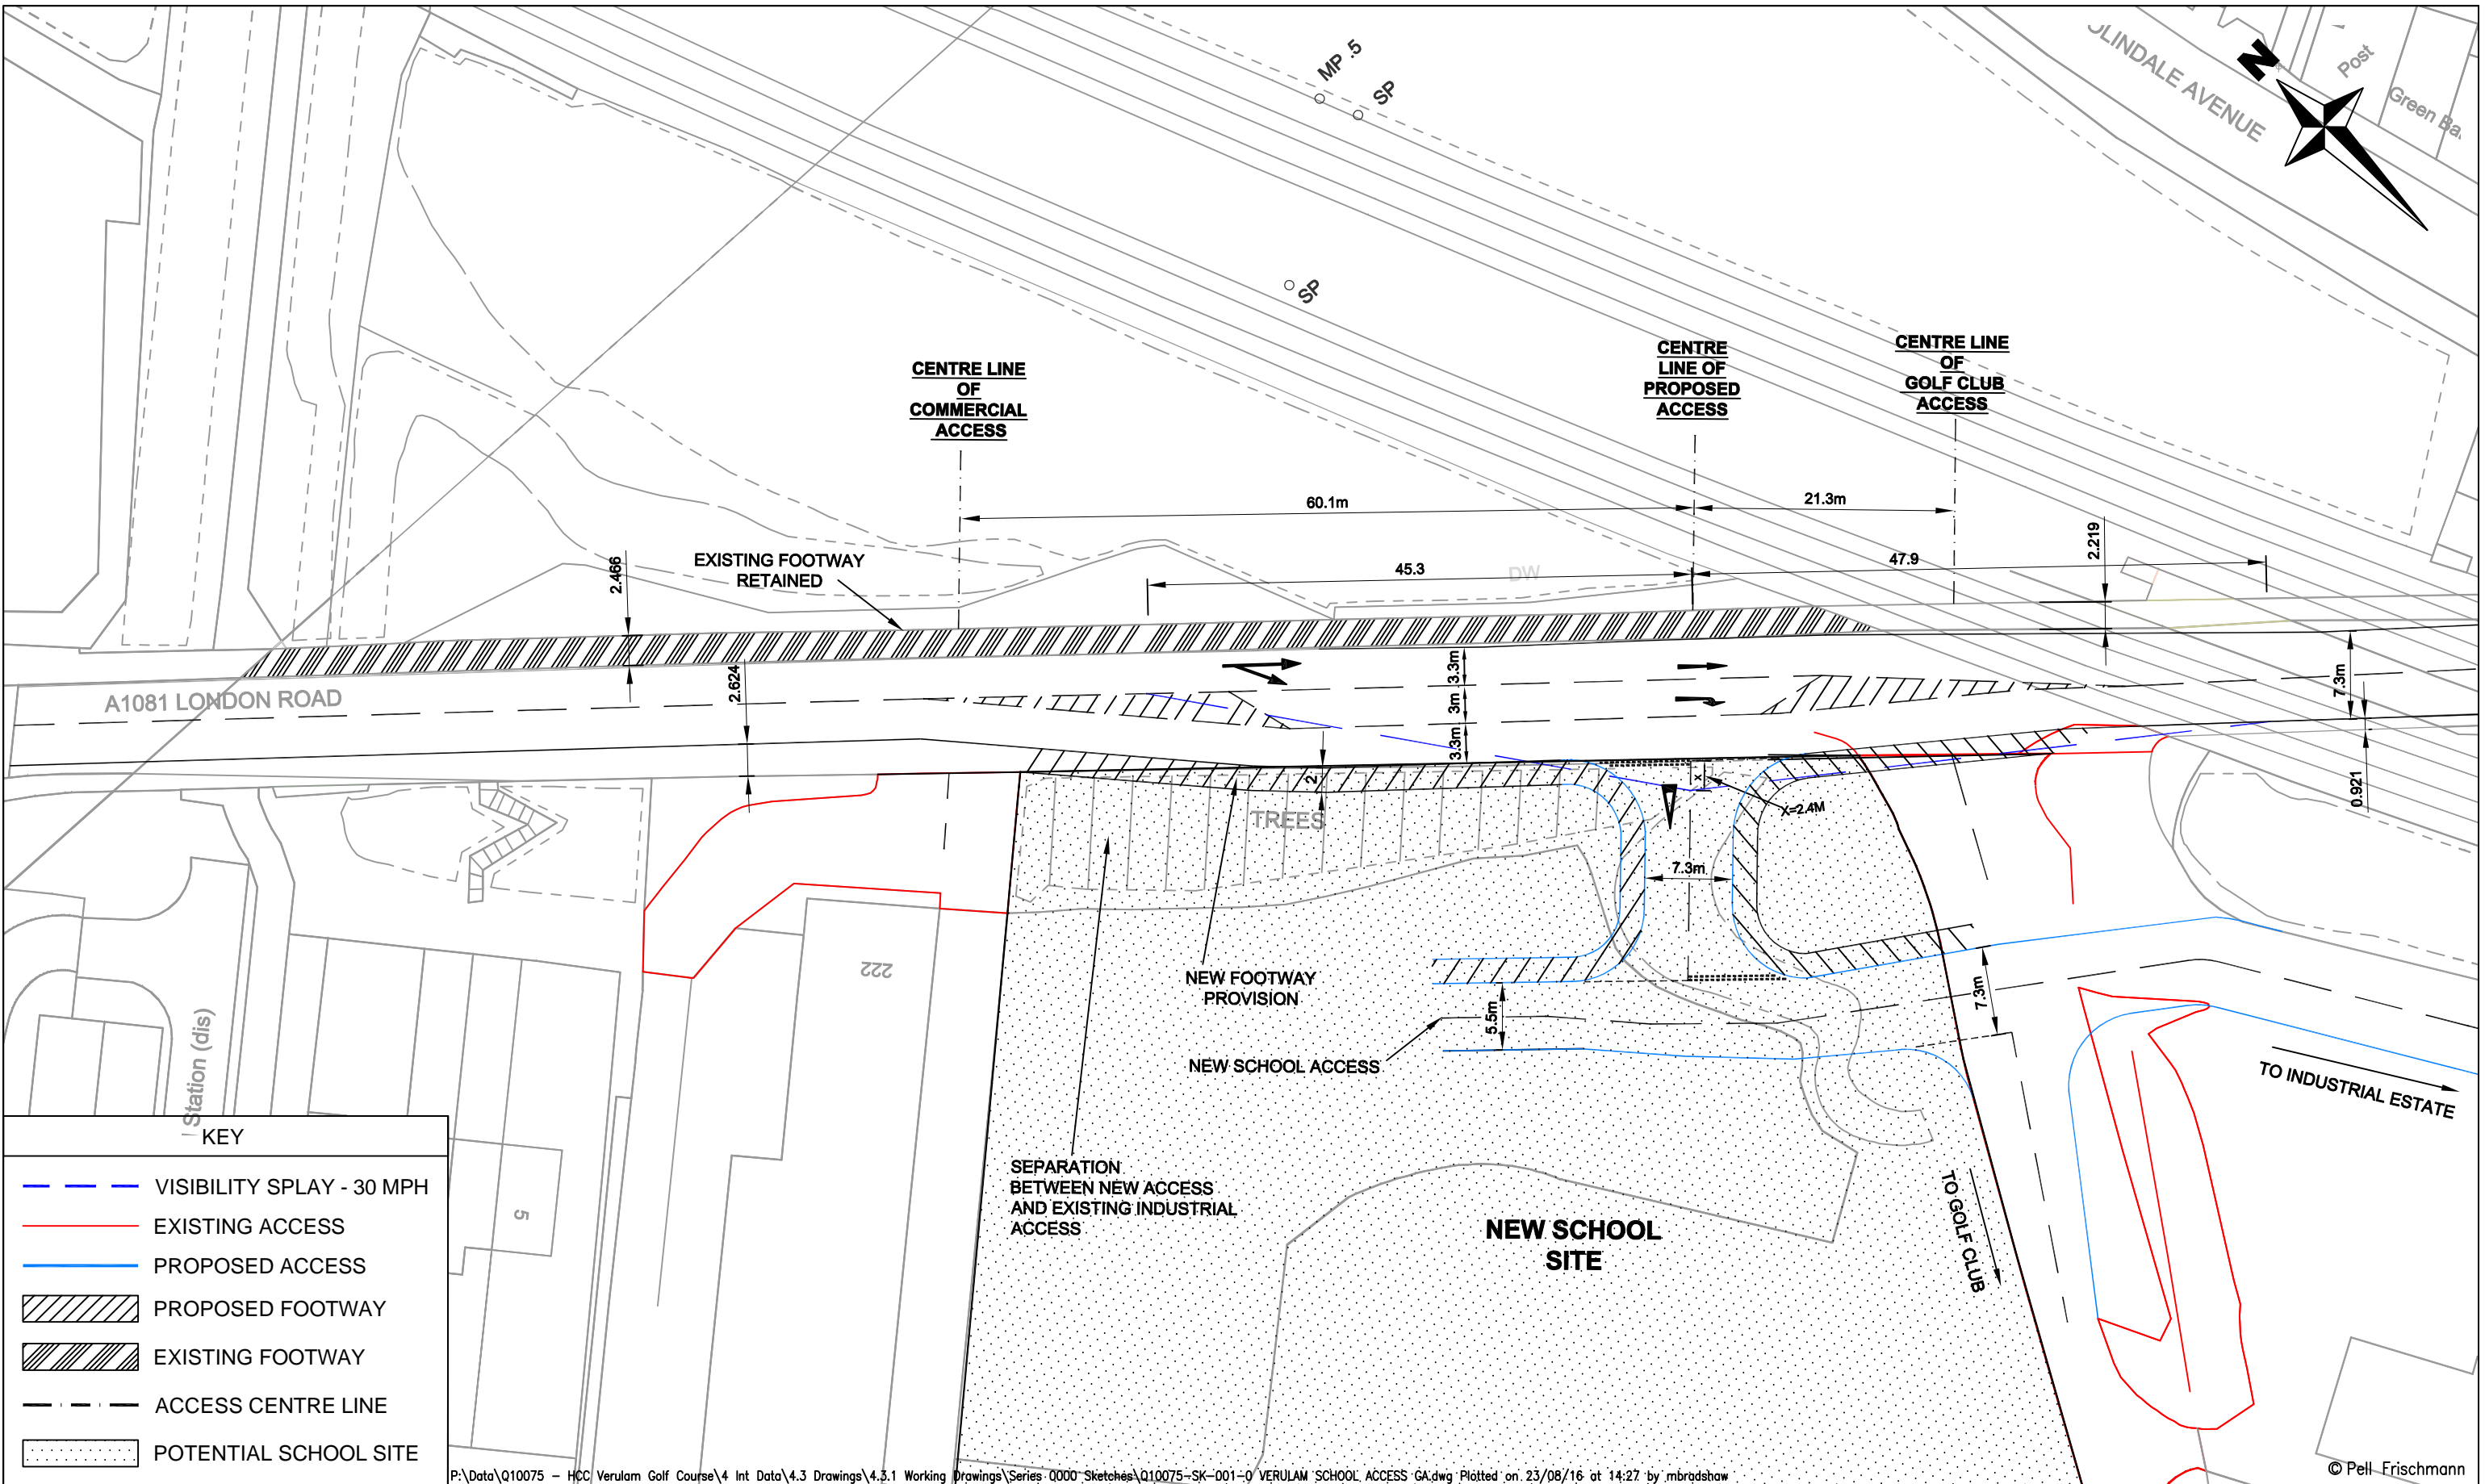 MP .5
SP
SP
Post
N
CENTRE LINE
OF
COMMERCIAL
ACCESS
CENTRE
LINE OF
PROPOSED
ACCESS
CENTRE LINE
OF
GOLF CLUB
ACCESS
60.1m
21.3m
45.3
47.9
2.219
DW
EXISTING FOOTWAY
RETAINED
2.466
2.624
A1081 LONDON ROAD
3.3m
3m
3.3m
7.3m
0.921
2
x
X=2.4M
TREES
7.3m
222
NEW FOOTWAY
PROVISION
5.5m
7.3m
NEW SCHOOL ACCESS
TO INDUSTRIAL ESTATE
Station (dis)
SEPARATION
BETWEEN NEW ACCESS
AND EXISTING INDUSTRIAL
ACCESS
TO GOLF CLUB
NEW SCHOOL
SITE
5
KEY
VISIBILITY SPLAY - 30 MPH
EXISTING ACCESS
PROPOSED ACCESS
PROPOSED FOOTWAY
EXISTING FOOTWAY
ACCESS CENTRE LINE
POTENTIAL SCHOOL SITE
P:\Data\Q10075 - HCC Verulam Golf Course\4 Int Data\4.3 Drawings\4.3.1 Working Drawings\Series 0000 Sketches\Q10075-SK-001-0 VERULAM SCHOOL ACCESS GA.dwg Plotted on 23/08/16 at 14:27 by mbradshaw
© Pell Frischmann
AVENUE
Green